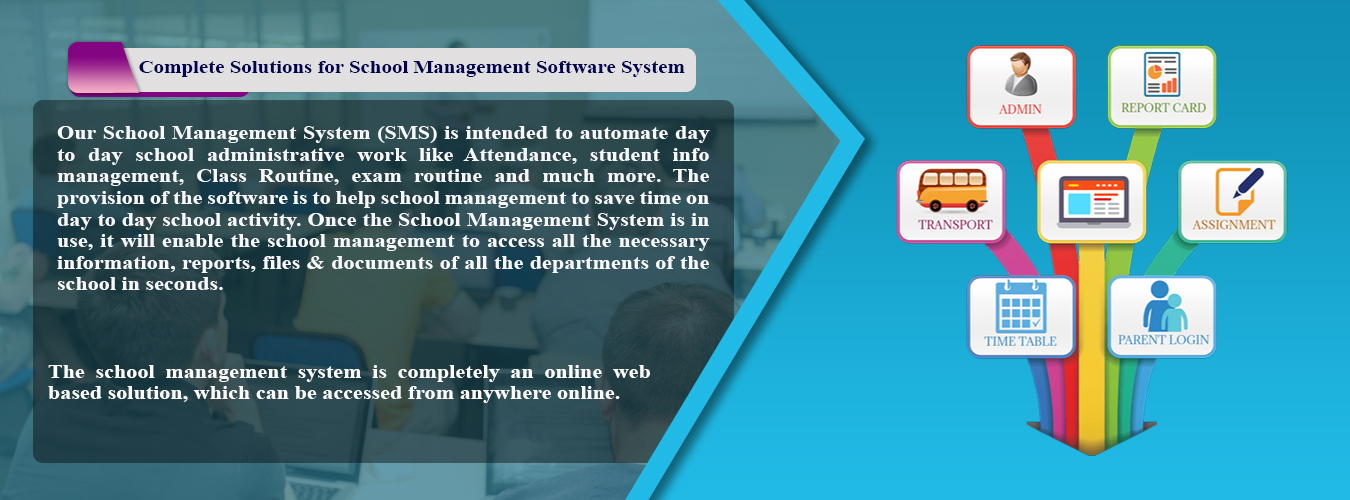 Complete Solutions for School Management Software System
Our School Management System (SMS) is intended to automate day
to day school administrative work like Attendance, student info
management, Class Routine, exam routine and much more. The
provision of the software is to help school management to save time on
day to day school activity. Once the School Management System is in
use, it will enable the school management to access all the necessary
information, reports, files & documents of all the departments of the
school in seconds.
The school management system is completely an online web
based solution, which can be accessed from anywhere online.
ADMIN
REPORT CARD
TRANSPORT
ASSIGNMENT
TIME TABLE
PARENT LOGIN